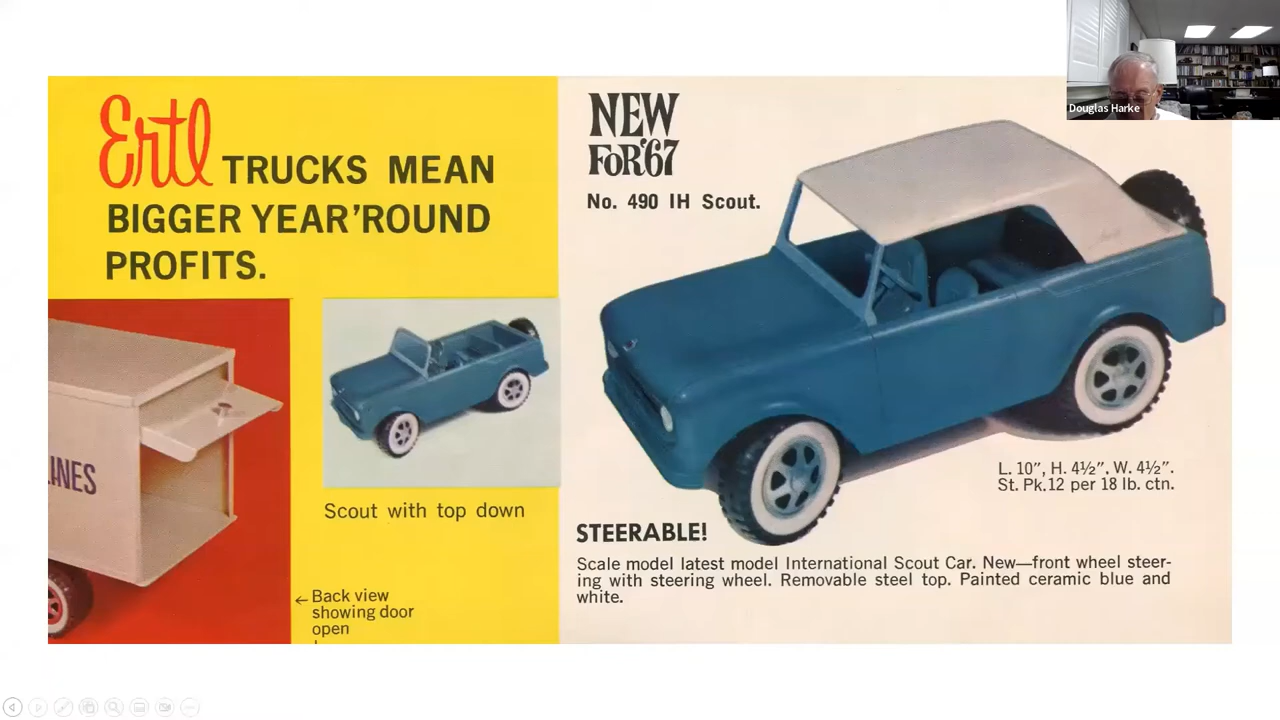 Douglas Harke
Ertl TRUCKS MEAN
BIGGER YEAR'ROUND
PROFITS.
NEW
FOR '67
No. 490 IH Scout.
INES
Scout with top down
← Back view
showing door
open
L. 10", H. 4½", W. 4½".
St. Pk. 12 per 18 lb. ctn.
STEERABLE!
Scale model latest model International Scout Car. New—front wheel steer-
ing with steering wheel. Removable steel top. Painted ceramic blue and
white.